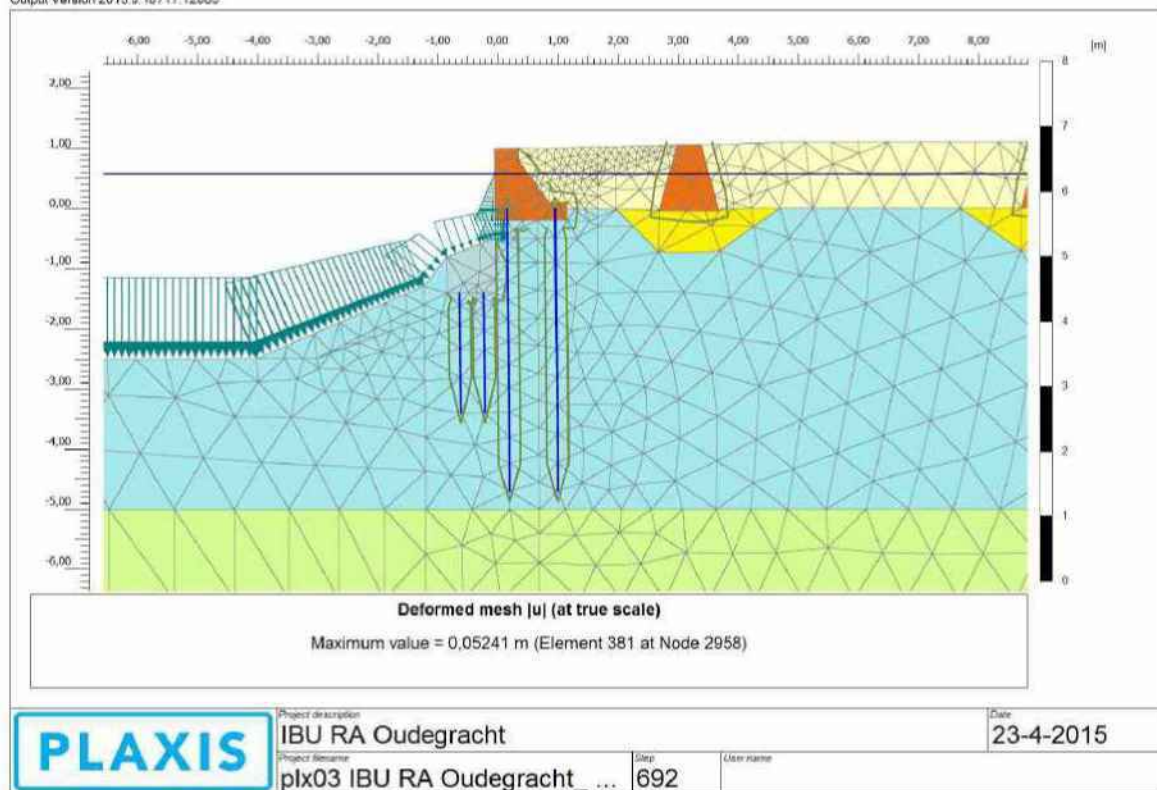 -6,00 -5,00 -4,00 -3,00 -2,00 -1,00 0,00 1,00 2,00 3,00 4,00 5,00 6,00 7,00 8,00
[m]
2,00
1,00
0,00
-1,00
-2,00
-3,00
-4,00
-5,00
-6,00
8
7
6
5
4
3
2
1
0
Deformed mesh |u| (at true scale)
Maximum value = 0,05241 m (Element 381 at Node 2958)
PLAXIS
Project description
IBU RA Oudegracht
Date
23-4-2015
Project filename
plx03 IBU RA Oudegracht_ ...
Step
692
User name